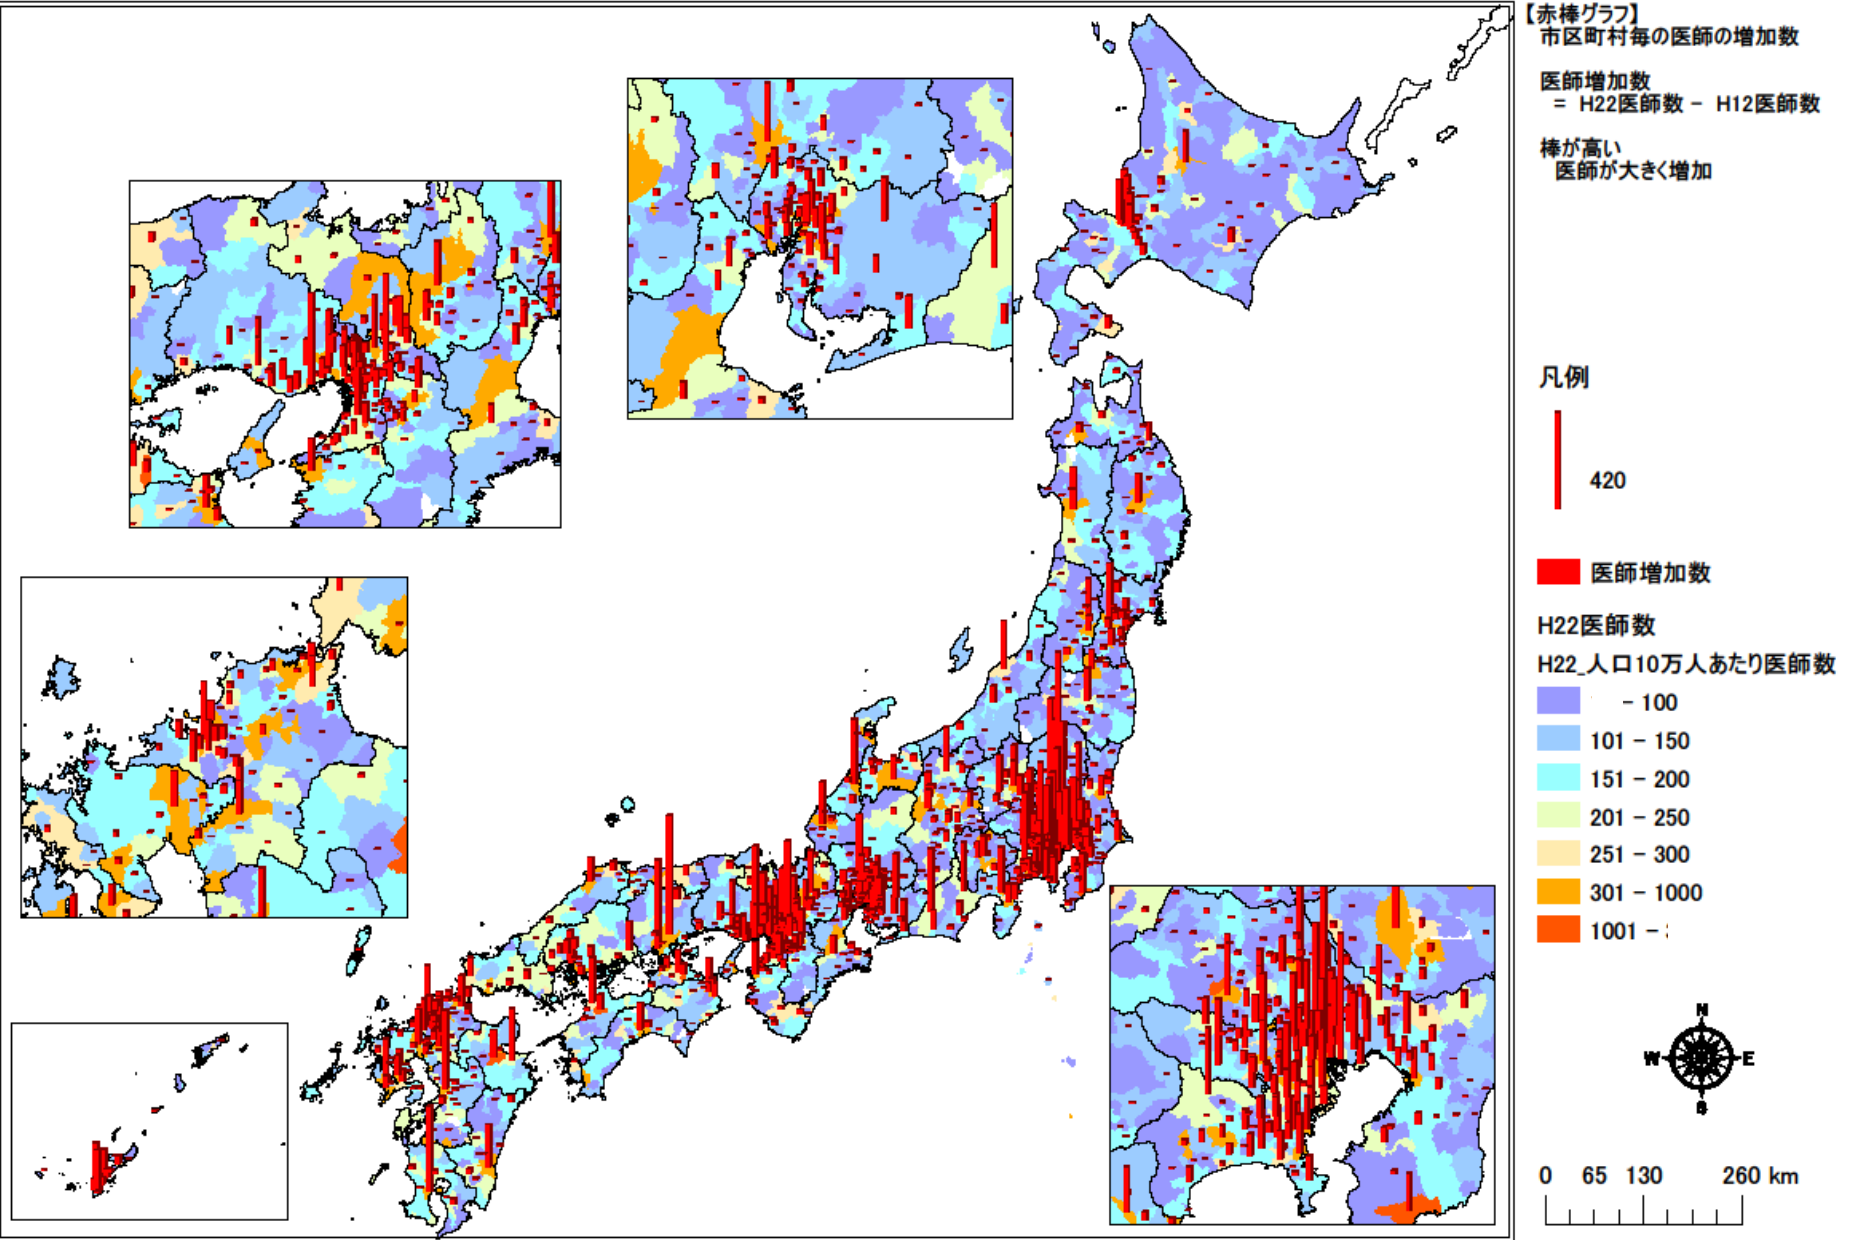 【赤棒グラフ】
市区町村毎の医師の増加数
医師増加数
= H22医師数 - H12医師数
棒が高い
医師が大きく増加
凡例
420
医師増加数
H22医師数
H22_人口10万人あたり医師数
- 100
101 - 150
151 - 200
201 - 250
251 - 300
301 - 1000
1001 -
N
W E
S
0 65 130 260 km